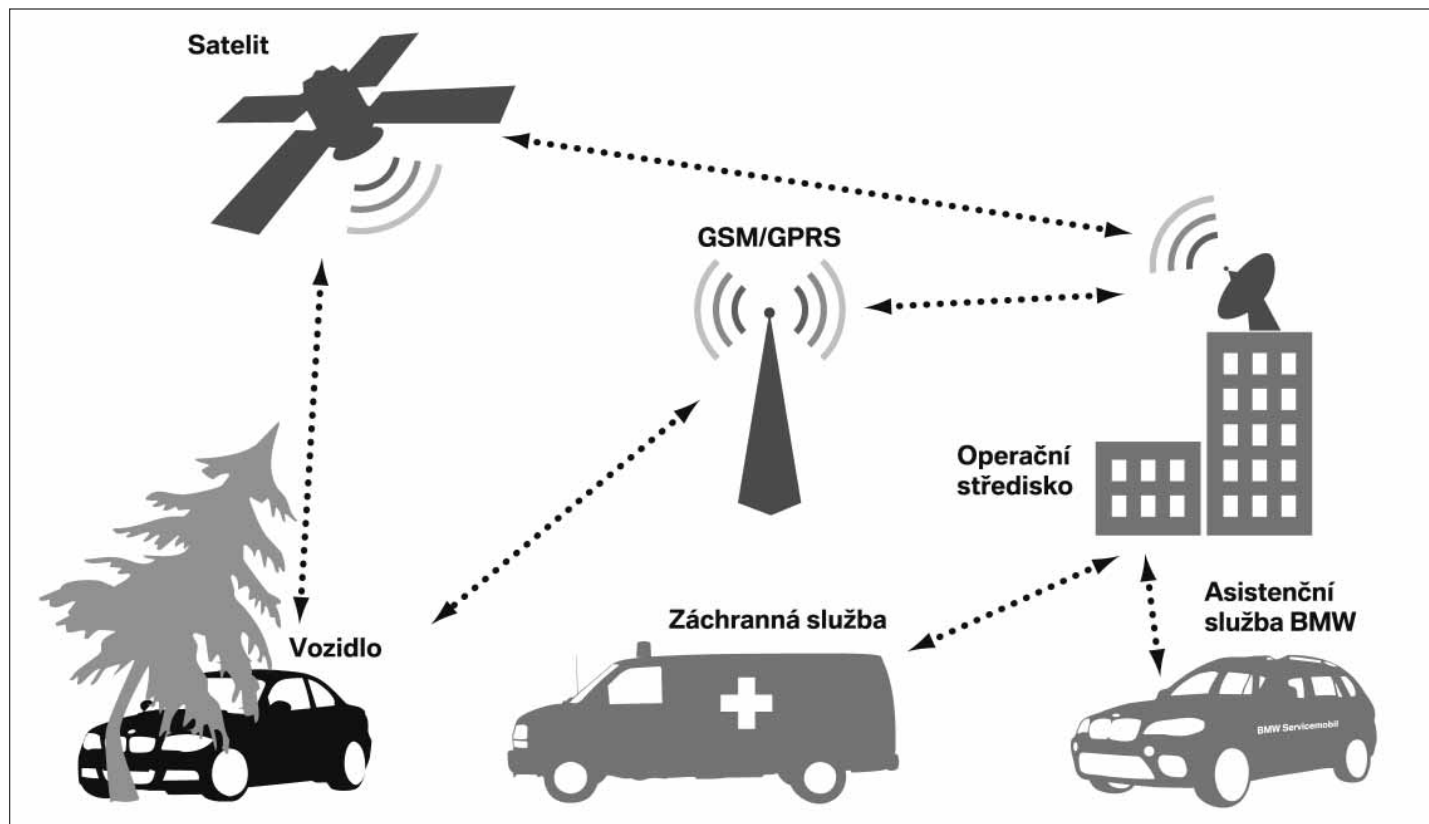 Satelit
GSM/GPRS
Operační
středisko
Asistenční
služba BMW
Záchranná služba
Vozidlo
BMW Servicemobil